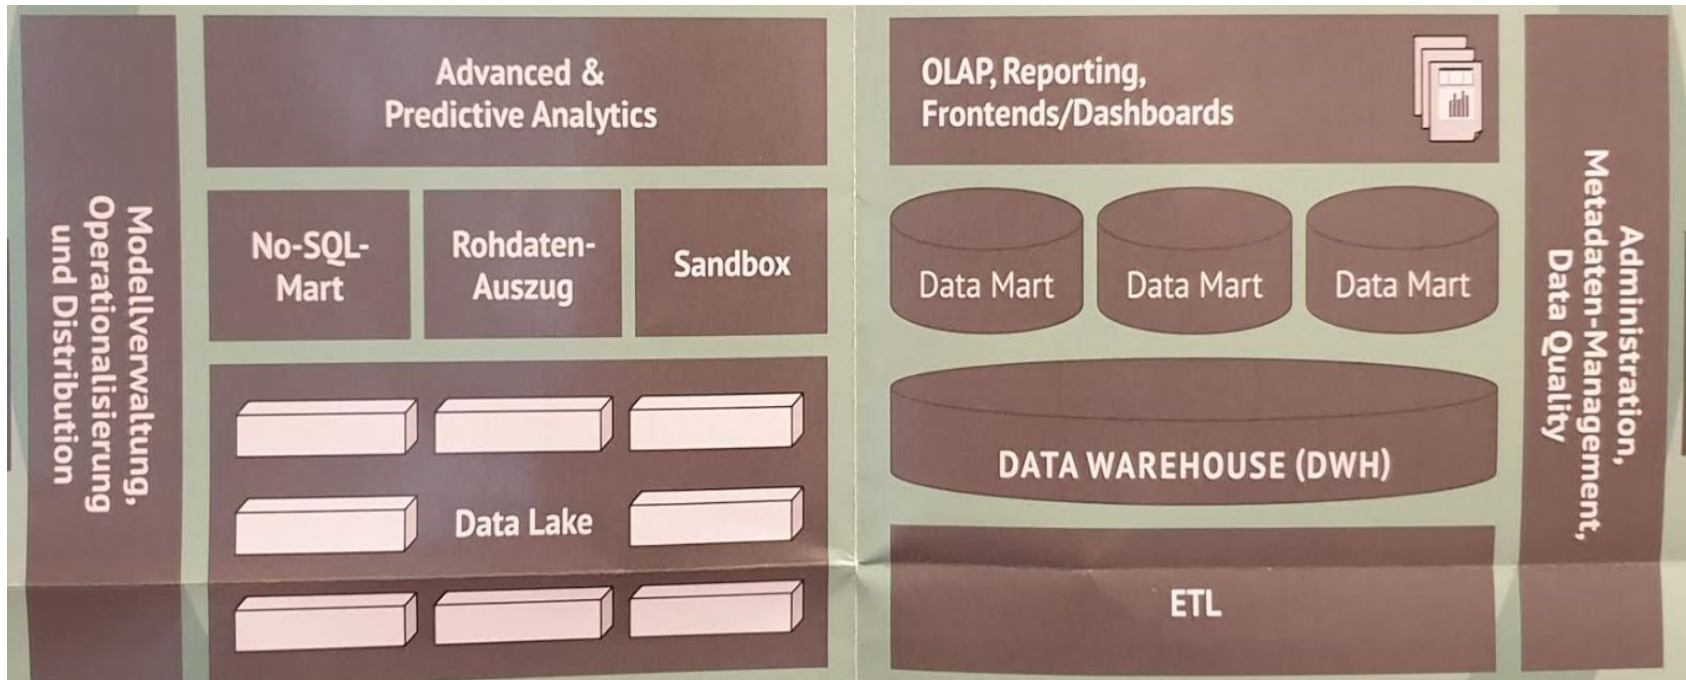 Modellverwaltung,
Operationalisierung
und Distribution
Advanced &
Predictive Analytics
No-SQL-
Mart
Rohdaten-
Auszug
Sandbox
Data Lake
OLAP, Reporting,
Frontends/Dashboards
Data Mart
Data Mart
Data Mart
DATA WAREHOUSE (DWH)
ETL
Administration,
Metadaten-Management,
Data Quality